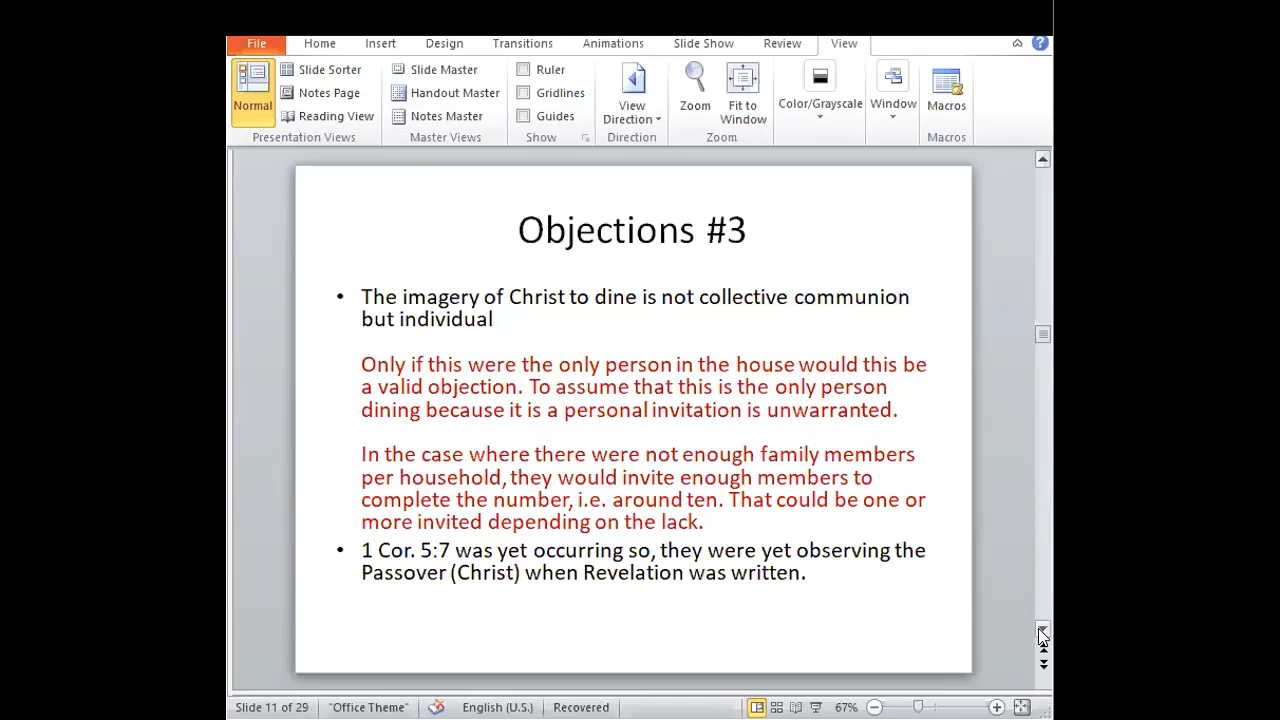 File Home Insert Design Transitions Animations Slide Show Review View
Slide Sorter Slide Master Ruler
Notes Page Handout Master Gridlines
Normal Reading View Notes Master Guides View Direction Zoom Fit to Window Color/Grayscale Window Macros
Presentation Views Master Views Show Direction Zoom Macros
Objections #3
• The imagery of Christ to dine is not collective communion
but individual
Only if this were the only person in the house would this be
a valid objection. To assume that this is the only person
dining because it is a personal invitation is unwarranted.
In the case where there were not enough family members
per household, they would invite enough members to
complete the number, i.e. around ten. That could be one or
more invited depending on the lack.
• 1 Cor. 5:7 was yet occurring so, they were yet observing the
Passover (Christ) when Revelation was written.
Slide 11 of 29 "Office Theme" English (U.S.) Recovered 67%